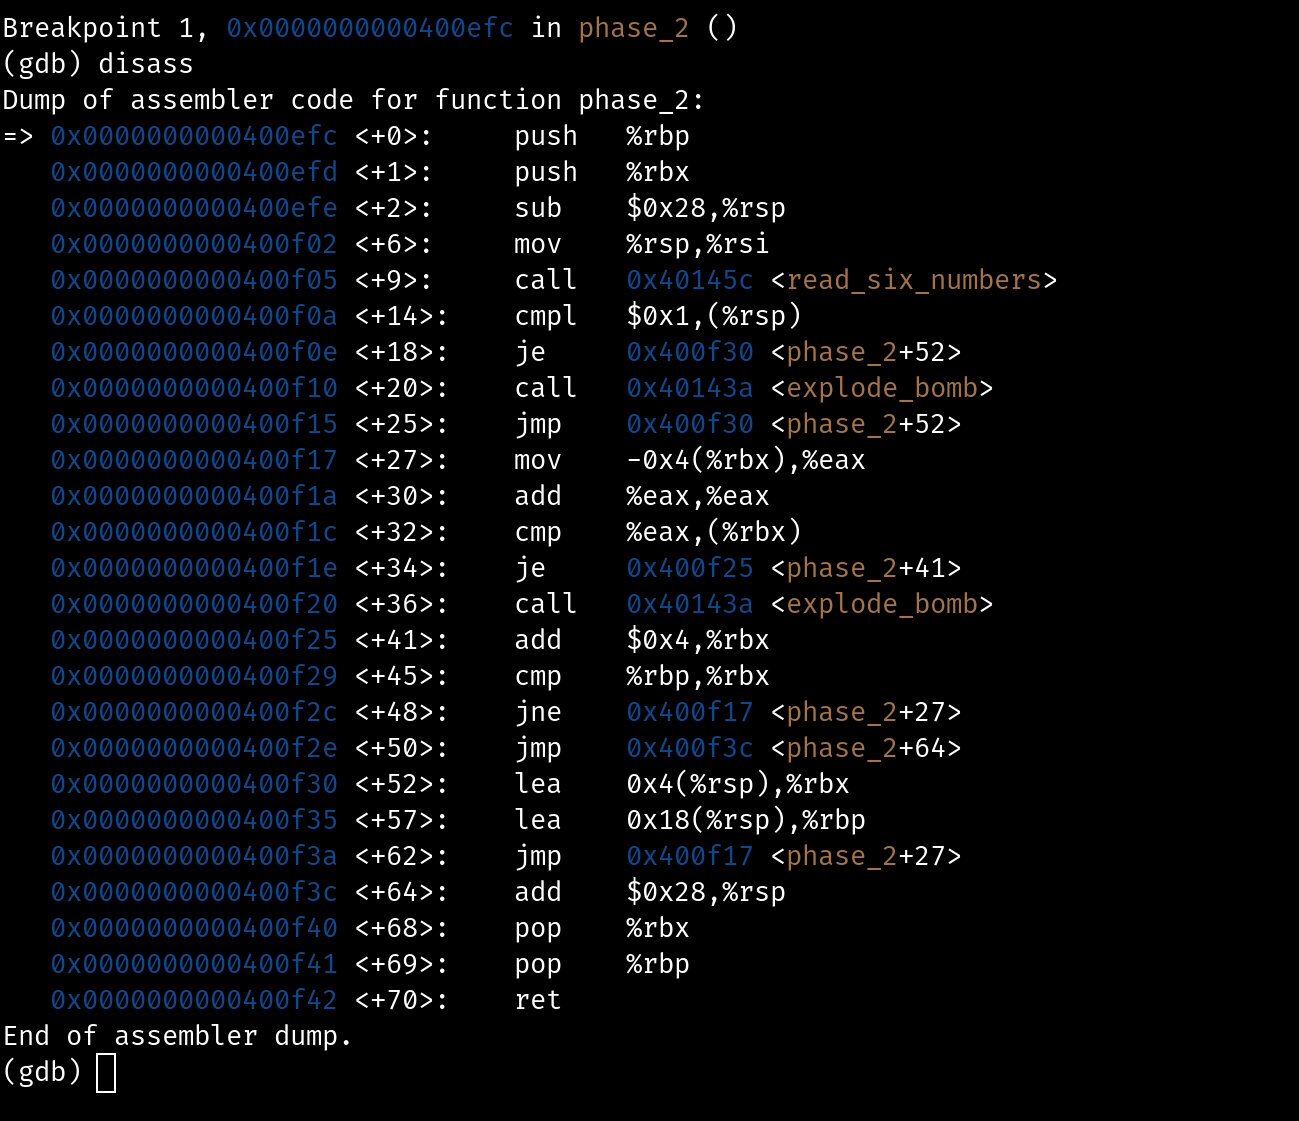 Breakpoint 1, 0x0000000000400efc in phase_2 ()
(gdb) disass
Dump of assembler code for function phase_2:
=> 0x0000000000400efc <+0>:     push   %rbp
   0x0000000000400efd <+1>:     push   %rbx
   0x0000000000400efe <+2>:     sub    $0x28,%rsp
   0x0000000000400f02 <+6>:     mov    %rsp,%rsi
   0x0000000000400f05 <+9>:     call   0x40145c <read_six_numbers>
   0x0000000000400f0a <+14>:    cmpl   $0x1,(%rsp)
   0x0000000000400f0e <+18>:    je     0x400f30 <phase_2+52>
   0x0000000000400f10 <+20>:    call   0x40143a <explode_bomb>
   0x0000000000400f15 <+25>:    jmp    0x400f30 <phase_2+52>
   0x0000000000400f17 <+27>:    mov    -0x4(%rbx),%eax
   0x0000000000400f1a <+30>:    add    %eax,%eax
   0x0000000000400f1c <+32>:    cmp    %eax,(%rbx)
   0x0000000000400f1e <+34>:    je     0x400f25 <phase_2+41>
   0x0000000000400f20 <+36>:    call   0x40143a <explode_bomb>
   0x0000000000400f25 <+41>:    add    $0x4,%rbx
   0x0000000000400f29 <+45>:    cmp    %rbp,%rbx
   0x0000000000400f2c <+48>:    jne    0x400f17 <phase_2+27>
   0x0000000000400f2e <+50>:    jmp    0x400f3c <phase_2+64>
   0x0000000000400f30 <+52>:    lea    0x4(%rsp),%rbx
   0x0000000000400f35 <+57>:    lea    0x18(%rsp),%rbp
   0x0000000000400f3a <+62>:    jmp    0x400f17 <phase_2+27>
   0x0000000000400f3c <+64>:    add    $0x28,%rsp
   0x0000000000400f40 <+68>:    pop    %rbx
   0x0000000000400f41 <+69>:    pop    %rbp
   0x0000000000400f42 <+70>:    ret
End of assembler dump.
(gdb)